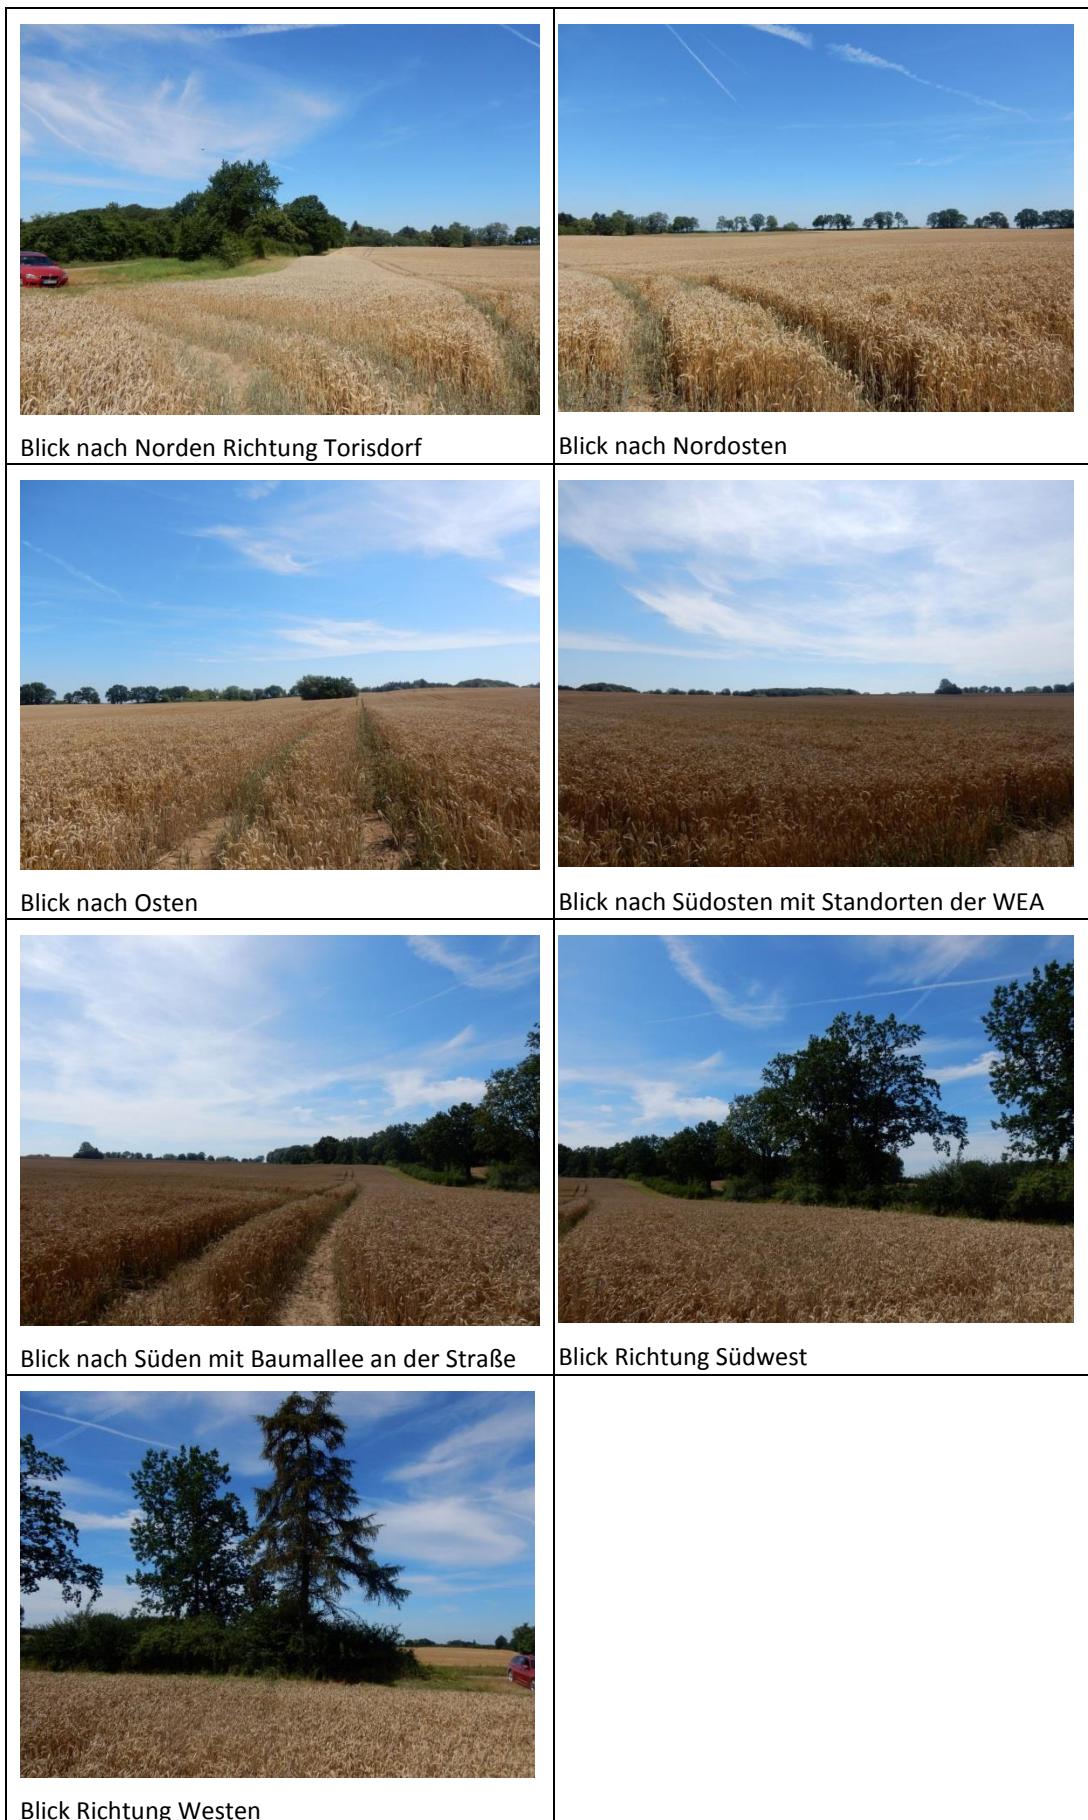 Blick nach Norden Richtung Torisdorf
Blick nach Nordosten
Blick nach Osten
Blick nach Südosten mit Standorten der WEA
Blick nach Süden mit Baumallee an der Straße
Blick Richtung Südwest
Blick Richtung Westen